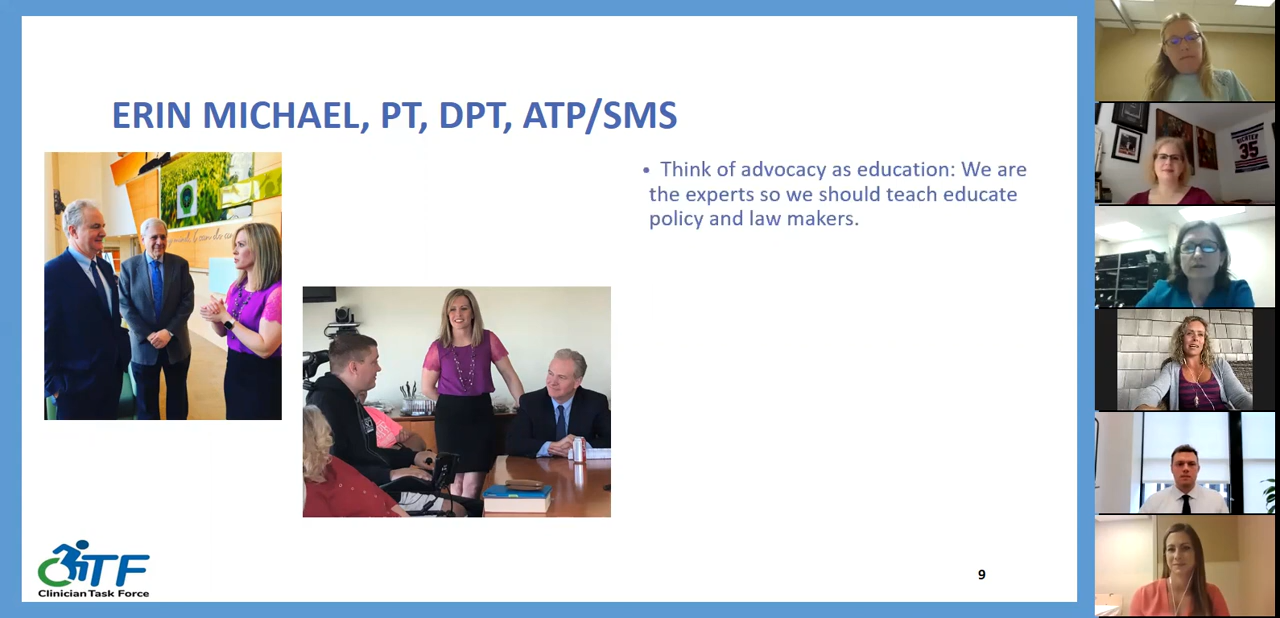 ERIN MICHAEL, PT, DPT, ATP/SMS
• Think of advocacy as education: We are
the experts so we should teach educate
policy and law makers.
CTF
Clinician Task Force
9
35